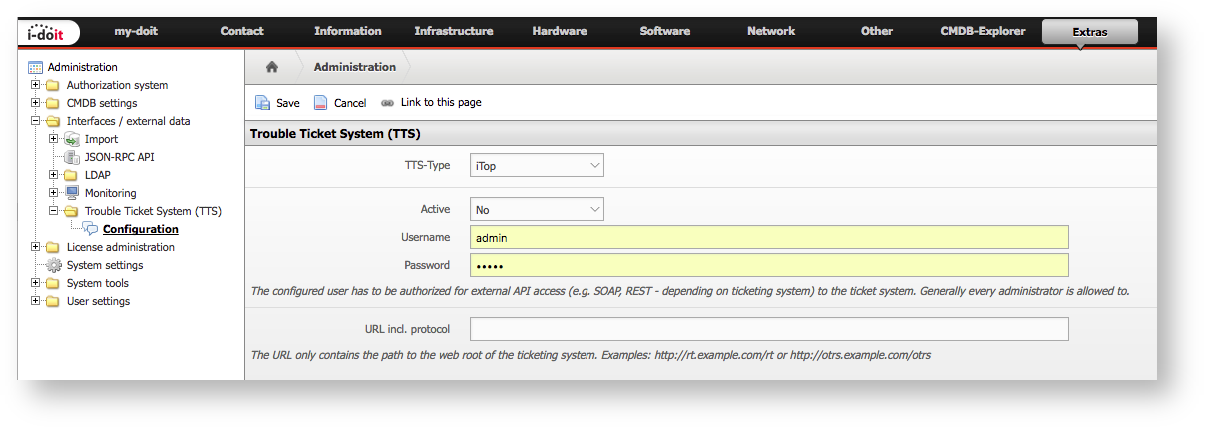 i-doit my-doit Contact Information Infrastructure Hardware Software Network Other CMDB-Explorer Extras
Administration
Authorization system
CMDB settings
Interfaces / external data
Import
JSON-RPC API
LDAP
Monitoring
Trouble Ticket System (TTS)
Configuration
License administration
System settings
System tools
User settings
Administration
Save Cancel Link to this page
Trouble Ticket System (TTS)
TTS-Type iTop
Active No
Username admin
Password •••••
The configured user has to be authorized for external API access (e.g. SOAP, REST - depending on ticketing system) to the ticket system. Generally every administrator is allowed to.
URL incl. protocol
The URL only contains the path to the web root of the ticketing system. Examples: http://rt.example.com/rt or http://otrs.example.com/otrs